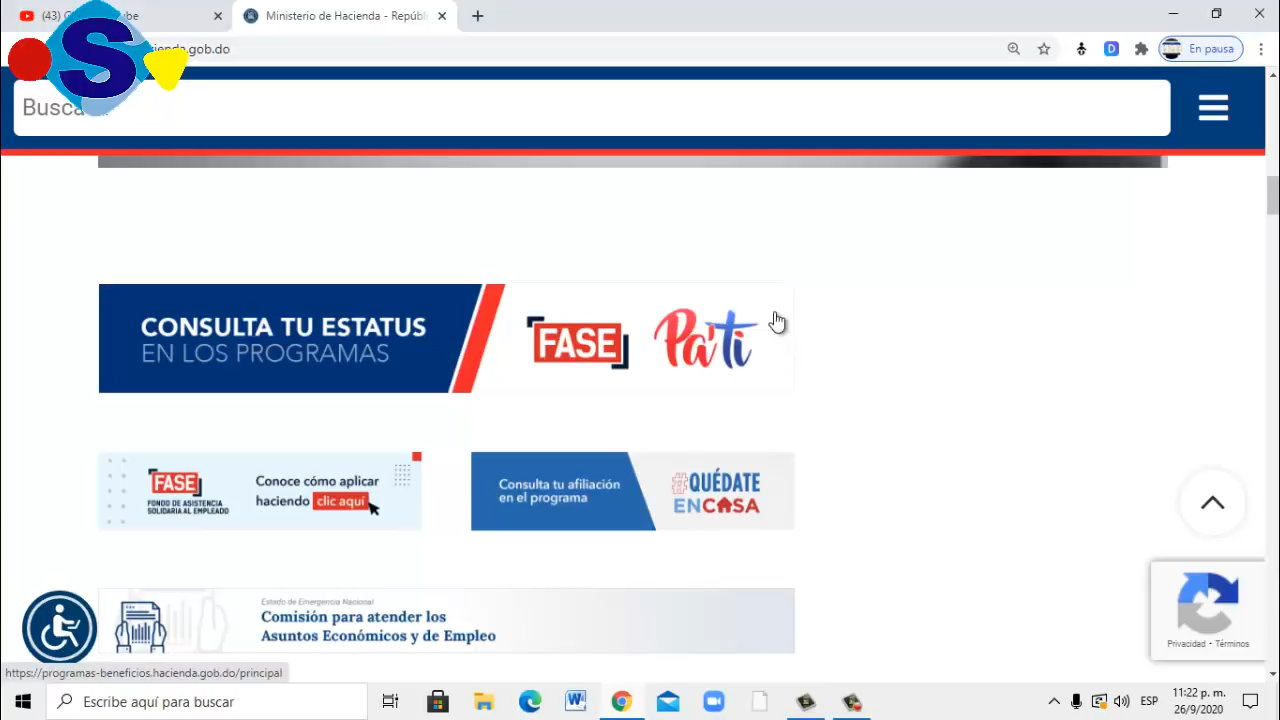 (43)
be
Ministerio de Hacienda - Repúbl
cienda.gob.do
En pausa
S
Busca
CONSULTA TU ESTATUS
EN LOS PROGRAMAS
FASE
Pa'ti
FASE
FONDO DE ASISTENCIA
SOLIDARIA AL EMPLEADO
Conoce cómo aplicar
haciendo clic aquí
Consulta tu afiliación
en el programa
#QUÉDATE
ENCASA
Estado de Emergencia Nacional
Comisión para atender los
Asuntos Económicos y de Empleo
Privacidad - Términos
https://programas-beneficios.hacienda.gob.do/principal
Escribe aquí para buscar
ESP
11:22 p. m.
26/9/2020